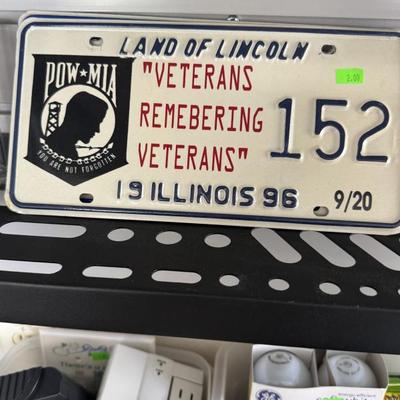 LAND OF LINCOLN
2.00
POW★MIA
YOU ARE NOT FORGOTTEN
"VETERANS
REMEBERING
VETERANS"
152
19 ILLINOIS 96
9/20